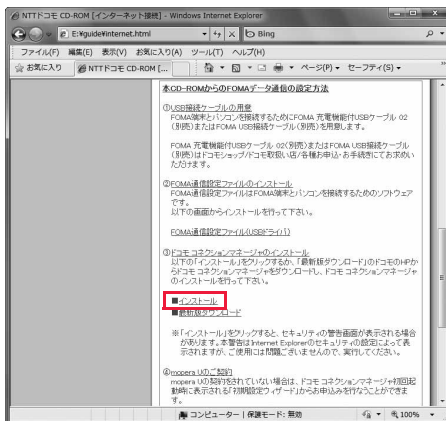 NTTドコモ CD-ROM [インターネット接続] - Windows Internet Explorer
E:¥guide¥internet.html
Bing
ファイル(F) 編集(E) 表示(V) お気に入り(A) ツール(T) ヘルプ(H)
お気に入り NTTドコモ CD-ROM [... ページ(P) セーフティ(S)
本CD-ROMからのFOMAデータ通信の設定方法
①USB接続ケーブルの用意
FOMA端末とパソコンを接続するためにFOMA 充電機能付USBケーブル 02
(別売)またはFOMA USB接続ケーブル(別売)を用意します。
FOMA 充電機能付USBケーブル 02(別売)またはFOMA USB接続ケーブル
(別売)はドコモショップ/ドコモ取扱い店/各種お申込・お手続きにてお求めい
ただけます。
②FOMA通信設定ファイルのインストール
FOMA通信設定ファイルはFOMA端末とパソコンを接続するためのソフトウェア
です。
以下の画面からインストールを行って下さい。
FOMA通信設定ファイル(USBドライバ)
③ドコモ コネクションマネージャのインストール
以下の「インストール」をクリックするか、「最新版ダウンロード」のドコモのHPか
らドコモ コネクションマネージャをダウンロードし、ドコモ コネクションマネージャ
のインストールを行って下さい。
■インストール
■最新版ダウンロード
※「インストール」をクリックすると、セキュリティの警告画面が表示される場合
があります。本警告はInternet Explorerのセキュリティの設定によって表
示されますが、ご使用には問題ございませんので、実行してください。
④mopera Uのご契約
mopera Uの契約をされていない場合は、ドコモ コネクションマネージャ初回起
動時に表示される「初期設定ウィザード」からお申込みを行なうことができま
す。
コンピューター | 保護モード: 無効 100%